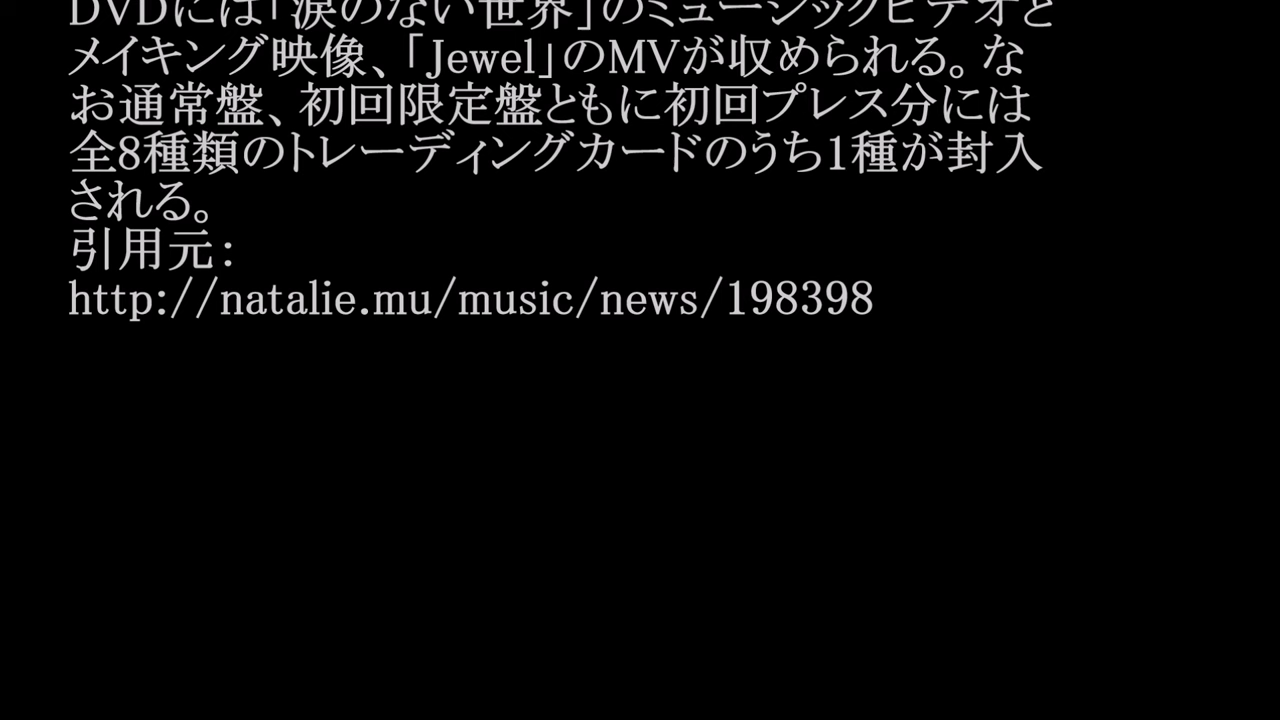 DVDには「涙のない世界」のミュージックビデオと
メイキング映像、「Jewel」のMVが収められる。な
お通常盤、初回限定盤ともに初回プレス分には
全8種類のトレーディングカードのうち1種が封入
される。
引用元：
http://natalie.mu/music/news/198398